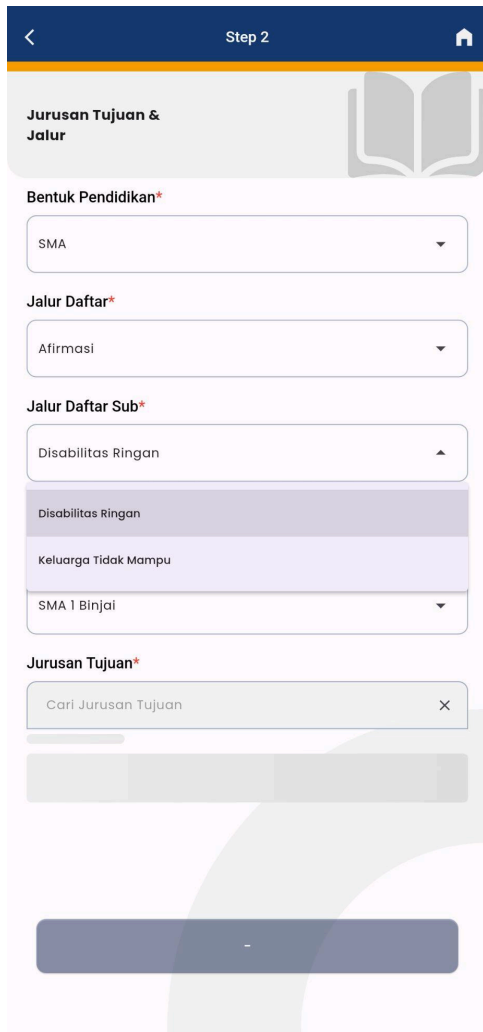 Step 2
Jurusan Tujuan &
Jalur
Bentuk Pendidikan*
SMA
Jalur Daftar*
Afirmasi
Jalur Daftar Sub*
Disabilitas Ringan
Disabilitas Ringan
Keluarga Tidak Mampu
SMA 1 Binjai
Jurusan Tujuan*
Cari Jurusan Tujuan
-